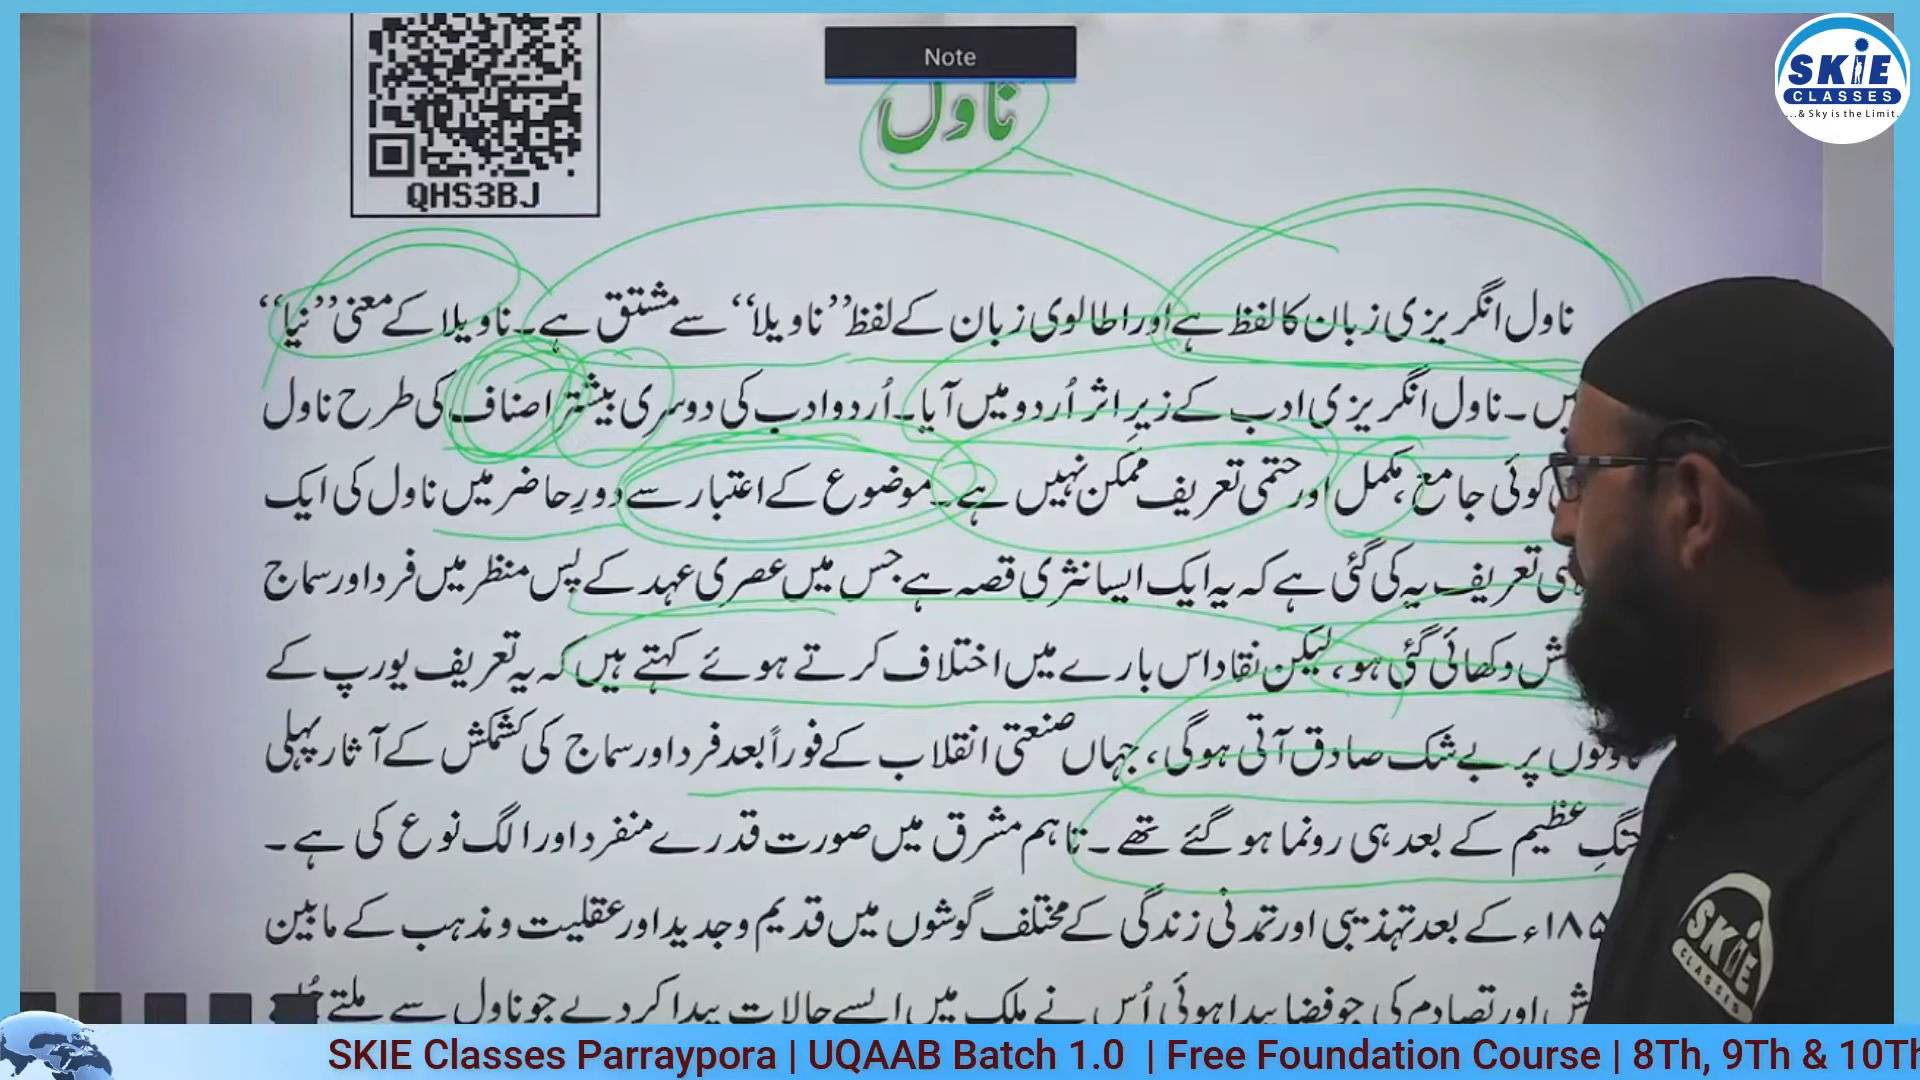 Note
SKIE
CLASSES
...& Sky is the Limit.
QHS3BJ
ناول
ناول انگریزی زبان کا لفظ ہے اور اطالوی زبان کے لفظ ”ناویلا“ سے مشتق ہے۔ ناویلا کے معنی ”نیا“
ہیں۔ ناول انگریزی ادب کے زیرِ اثر اُردو میں آیا۔ اُردو ادب کی دوسری بیشتر اصناف کی طرح ناول
کوئی جامع، مکمل اور حتمی تعریف ممکن نہیں ہے۔ موضوع کے اعتبار سے دورِ حاضر میں ناول کی ایک
تعریف یہ کی گئی ہے کہ یہ ایک ایسا نثری قصہ ہے جس میں عصری عہد کے پس منظر میں فرد اور سماج
دکھائی گئی ہو، لیکن نقاد اس بارے میں اختلاف کرتے ہوئے کہتے ہیں کہ یہ تعریف یورپ کے
پر بے شک صادق آتی ہوگی، جہاں صنعتی انقلاب کے فوراً بعد فرد اور سماج کی کشمکش کے آثار پہلی
جنگِ عظیم کے بعد ہی رونما ہو گئے تھے۔ تاہم مشرق میں صورت قدرے منفرد اور الگ نوع کی ہے۔
کے بعد تہذیبی اور تمدنی زندگی کے مختلف گوشوں میں قدیم و جدید اور عقلیت و مذہب کے مابین
اور تصادم کی جو فضا پیدا ہوئی اُس نے ملک میں ایسے حالات پیدا کر دیے جو ناول سے ملتے
SKIE
CLASSES
SKIE Classes Parraypora | UQAAB Batch 1.0 | Free Foundation Course | 8Th, 9Th & 10Th